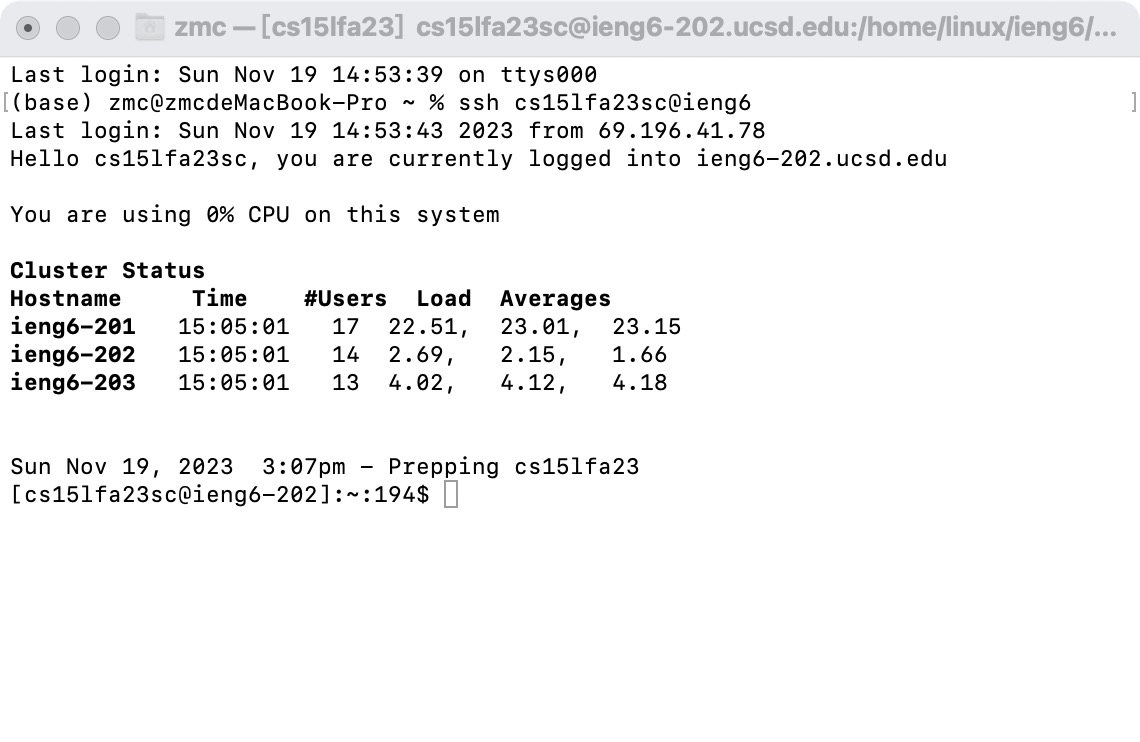 zmc — [cs15lfa23] cs15lfa23sc@ieng6-202.ucsd.edu:/home/linux/ieng6/...
Last login: Sun Nov 19 14:53:39 on ttys000
[(base) zmc@zmcdeMacBook-Pro ~ % ssh cs15lfa23sc@ieng6 ]
Last login: Sun Nov 19 14:53:43 2023 from 69.196.41.78
Hello cs15lfa23sc, you are currently logged into ieng6-202.ucsd.edu
You are using 0% CPU on this system
Cluster Status
Hostname     Time    #Users  Load  Averages
ieng6-201   15:05:01   17  22.51,  23.01,  23.15
ieng6-202   15:05:01   14  2.69,   2.15,   1.66
ieng6-203   15:05:01   13  4.02,   4.12,   4.18
Sun Nov 19, 2023  3:07pm - Prepping cs15lfa23
[cs15lfa23sc@ieng6-202]:~:194$